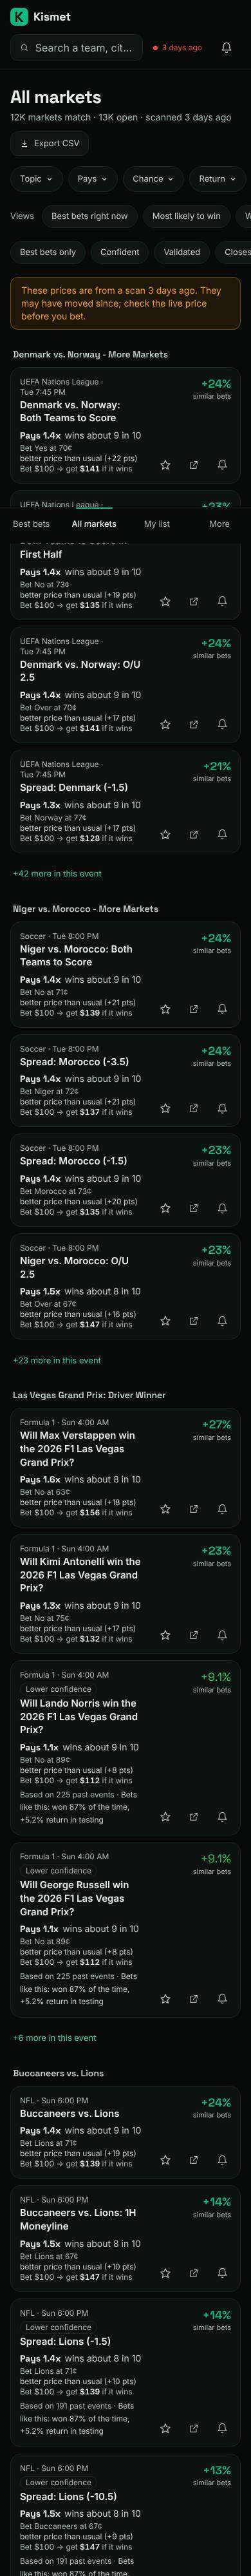 K Kismet
Search a team, cit...
3 days ago
All markets
12K markets match · 13K open · scanned 3 days ago
Export CSV
Topic
Pays
Chance
Return
Views
Best bets right now
Most likely to win
Best bets only
Confident
Validated
Closes
These prices are from a scan 3 days ago. They
may have moved since; check the live price
before you bet.
Denmark vs. Norway - More Markets
UEFA Nations League ·
Tue 7:45 PM
+24%
similar bets
Denmark vs. Norway:
Both Teams to Score
Pays 1.4x wins about 9 in 10
Bet Yes at 70¢
better price than usual (+22 pts)
Bet $100 → get $141 if it wins
UEFA Nations League ·
+23%
Best bets
All markets
My list
More
Both Teams to Score in
First Half
Pays 1.4x wins about 9 in 10
Bet No at 73¢
better price than usual (+19 pts)
Bet $100 → get $135 if it wins
UEFA Nations League ·
Tue 7:45 PM
+24%
similar bets
Denmark vs. Norway: O/U
2.5
Pays 1.4x wins about 9 in 10
Bet Over at 70¢
better price than usual (+17 pts)
Bet $100 → get $141 if it wins
UEFA Nations League ·
Tue 7:45 PM
+21%
similar bets
Spread: Denmark (-1.5)
Pays 1.3x wins about 9 in 10
Bet Norway at 77¢
better price than usual (+17 pts)
Bet $100 → get $128 if it wins
+42 more in this event
Niger vs. Morocco - More Markets
Soccer · Tue 8:00 PM
+24%
similar bets
Niger vs. Morocco: Both
Teams to Score
Pays 1.4x wins about 9 in 10
Bet No at 71¢
better price than usual (+21 pts)
Bet $100 → get $139 if it wins
Soccer · Tue 8:00 PM
+24%
similar bets
Spread: Morocco (-3.5)
Pays 1.4x wins about 9 in 10
Bet Niger at 72¢
better price than usual (+21 pts)
Bet $100 → get $137 if it wins
Soccer · Tue 8:00 PM
+23%
similar bets
Spread: Morocco (-1.5)
Pays 1.4x wins about 9 in 10
Bet Morocco at 73¢
better price than usual (+20 pts)
Bet $100 → get $135 if it wins
Soccer · Tue 8:00 PM
+23%
similar bets
Niger vs. Morocco: O/U
2.5
Pays 1.5x wins about 8 in 10
Bet Over at 67¢
better price than usual (+16 pts)
Bet $100 → get $147 if it wins
+23 more in this event
Las Vegas Grand Prix: Driver Winner
Formula 1 · Sun 4:00 AM
+27%
similar bets
Will Max Verstappen win
the 2026 F1 Las Vegas
Grand Prix?
Pays 1.6x wins about 8 in 10
Bet No at 63¢
better price than usual (+18 pts)
Bet $100 → get $156 if it wins
Formula 1 · Sun 4:00 AM
+23%
similar bets
Will Kimi Antonelli win the
2026 F1 Las Vegas Grand
Prix?
Pays 1.3x wins about 9 in 10
Bet No at 75¢
better price than usual (+17 pts)
Bet $100 → get $132 if it wins
Formula 1 · Sun 4:00 AM
+9.1%
similar bets
Lower confidence
Will Lando Norris win the
2026 F1 Las Vegas Grand
Prix?
Pays 1.1x wins about 9 in 10
Bet No at 89¢
better price than usual (+8 pts)
Bet $100 → get $112 if it wins
Based on 225 past events · Bets
like this: won 87% of the time,
+5.2% return in testing
Formula 1 · Sun 4:00 AM
+9.1%
similar bets
Lower confidence
Will George Russell win
the 2026 F1 Las Vegas
Grand Prix?
Pays 1.1x wins about 9 in 10
Bet No at 89¢
better price than usual (+8 pts)
Bet $100 → get $112 if it wins
Based on 225 past events · Bets
like this: won 87% of the time,
+5.2% return in testing
+6 more in this event
Buccaneers vs. Lions
NFL · Sun 6:00 PM
+24%
similar bets
Buccaneers vs. Lions
Pays 1.4x wins about 9 in 10
Bet Lions at 71¢
better price than usual (+19 pts)
Bet $100 → get $139 if it wins
NFL · Sun 6:00 PM
+14%
similar bets
Buccaneers vs. Lions: 1H
Moneyline
Pays 1.5x wins about 8 in 10
Bet Lions at 67¢
better price than usual (+10 pts)
Bet $100 → get $147 if it wins
NFL · Sun 6:00 PM
+14%
similar bets
Lower confidence
Spread: Lions (-1.5)
Pays 1.4x wins about 8 in 10
Bet Lions at 71¢
better price than usual (+10 pts)
Bet $100 → get $139 if it wins
Based on 191 past events · Bets
like this: won 87% of the time,
+5.2% return in testing
NFL · Sun 6:00 PM
+13%
similar bets
Lower confidence
Spread: Lions (-10.5)
Pays 1.5x wins about 8 in 10
Bet Buccaneers at 67¢
better price than usual (+9 pts)
Bet $100 → get $147 if it wins
Based on 191 past events · Bets
like this: won 87% of the time,